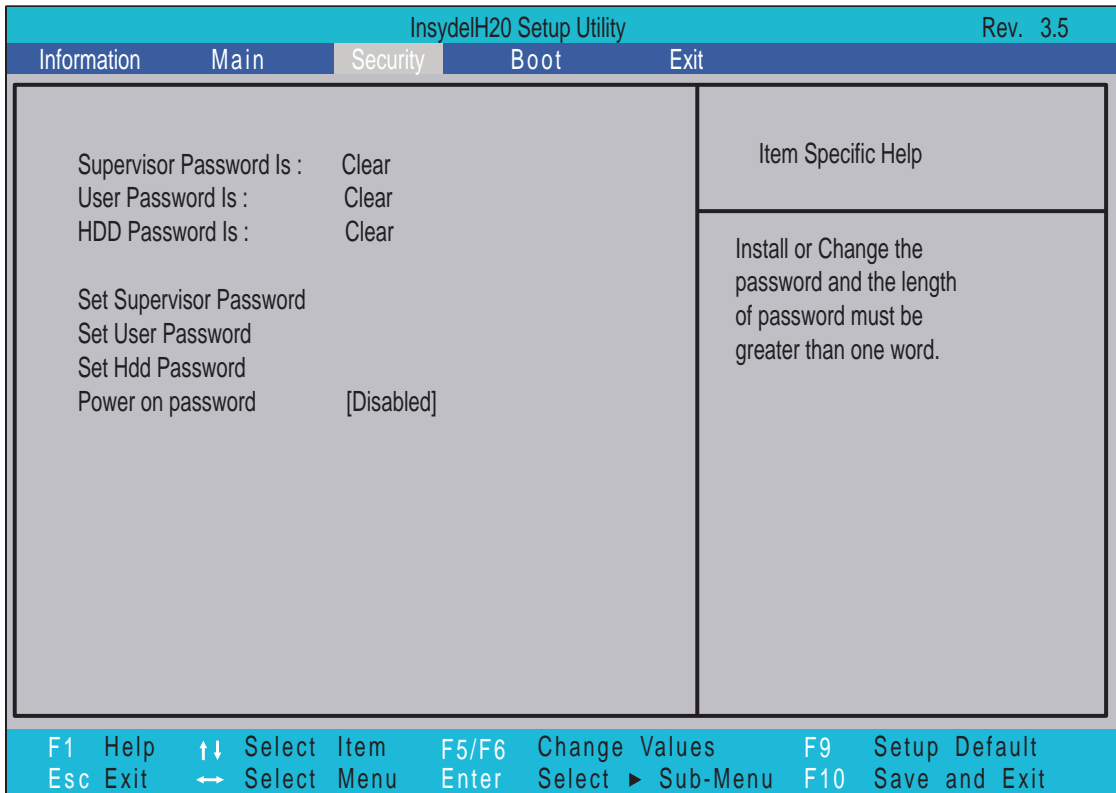 InsydelH20 Setup Utility Rev. 3.5
Information Main Security Boot Exit
Supervisor Password Is : Clear
User Password Is : Clear
HDD Password Is : Clear
Set Supervisor Password
Set User Password
Set Hdd Password
Power on password [Disabled]
Item Specific Help
Install or Change the
password and the length
of password must be
greater than one word.
F1 Help ↑↓ Select Item F5/F6 Change Values F9 Setup Default
Esc Exit ↔ Select Menu Enter Select ► Sub-Menu F10 Save and Exit